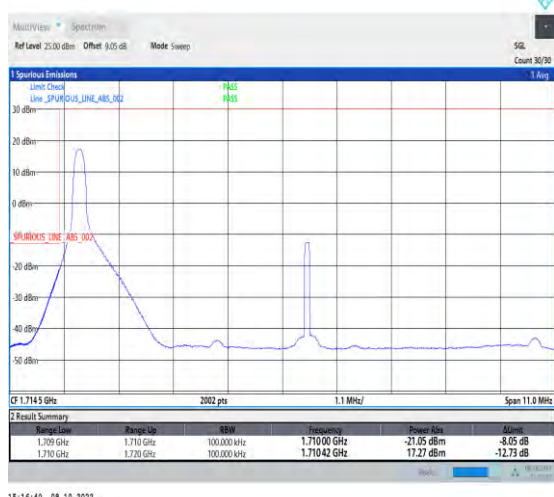 MultiView Spectrum
Ref Level 25.00 dBm Offset 9.05 dB Mode Sweep SGL
Count 30/30
1 Spurious Emissions 1 Avg
Limit Check PASS
Line _SPURIOUS_LINE_ABS_002 PASS
30 dBm
20 dBm
10 dBm
0 dBm
_SPURIOUS_LINE_ABS_002
-20 dBm
-30 dBm
-40 dBm
-50 dBm
CF 1.7145 GHz 2002 pts 1.1 MHz/ Span 11.0 MHz
2 Result Summary
Range Low Range Up RBW Frequency Power Abs ΔLimit
1.709 GHz 1.710 GHz 100.000 kHz 1.71000 GHz -21.05 dBm -8.05 dB
1.710 GHz 1.720 GHz 100.000 kHz 1.71042 GHz 17.27 dBm -12.73 dB